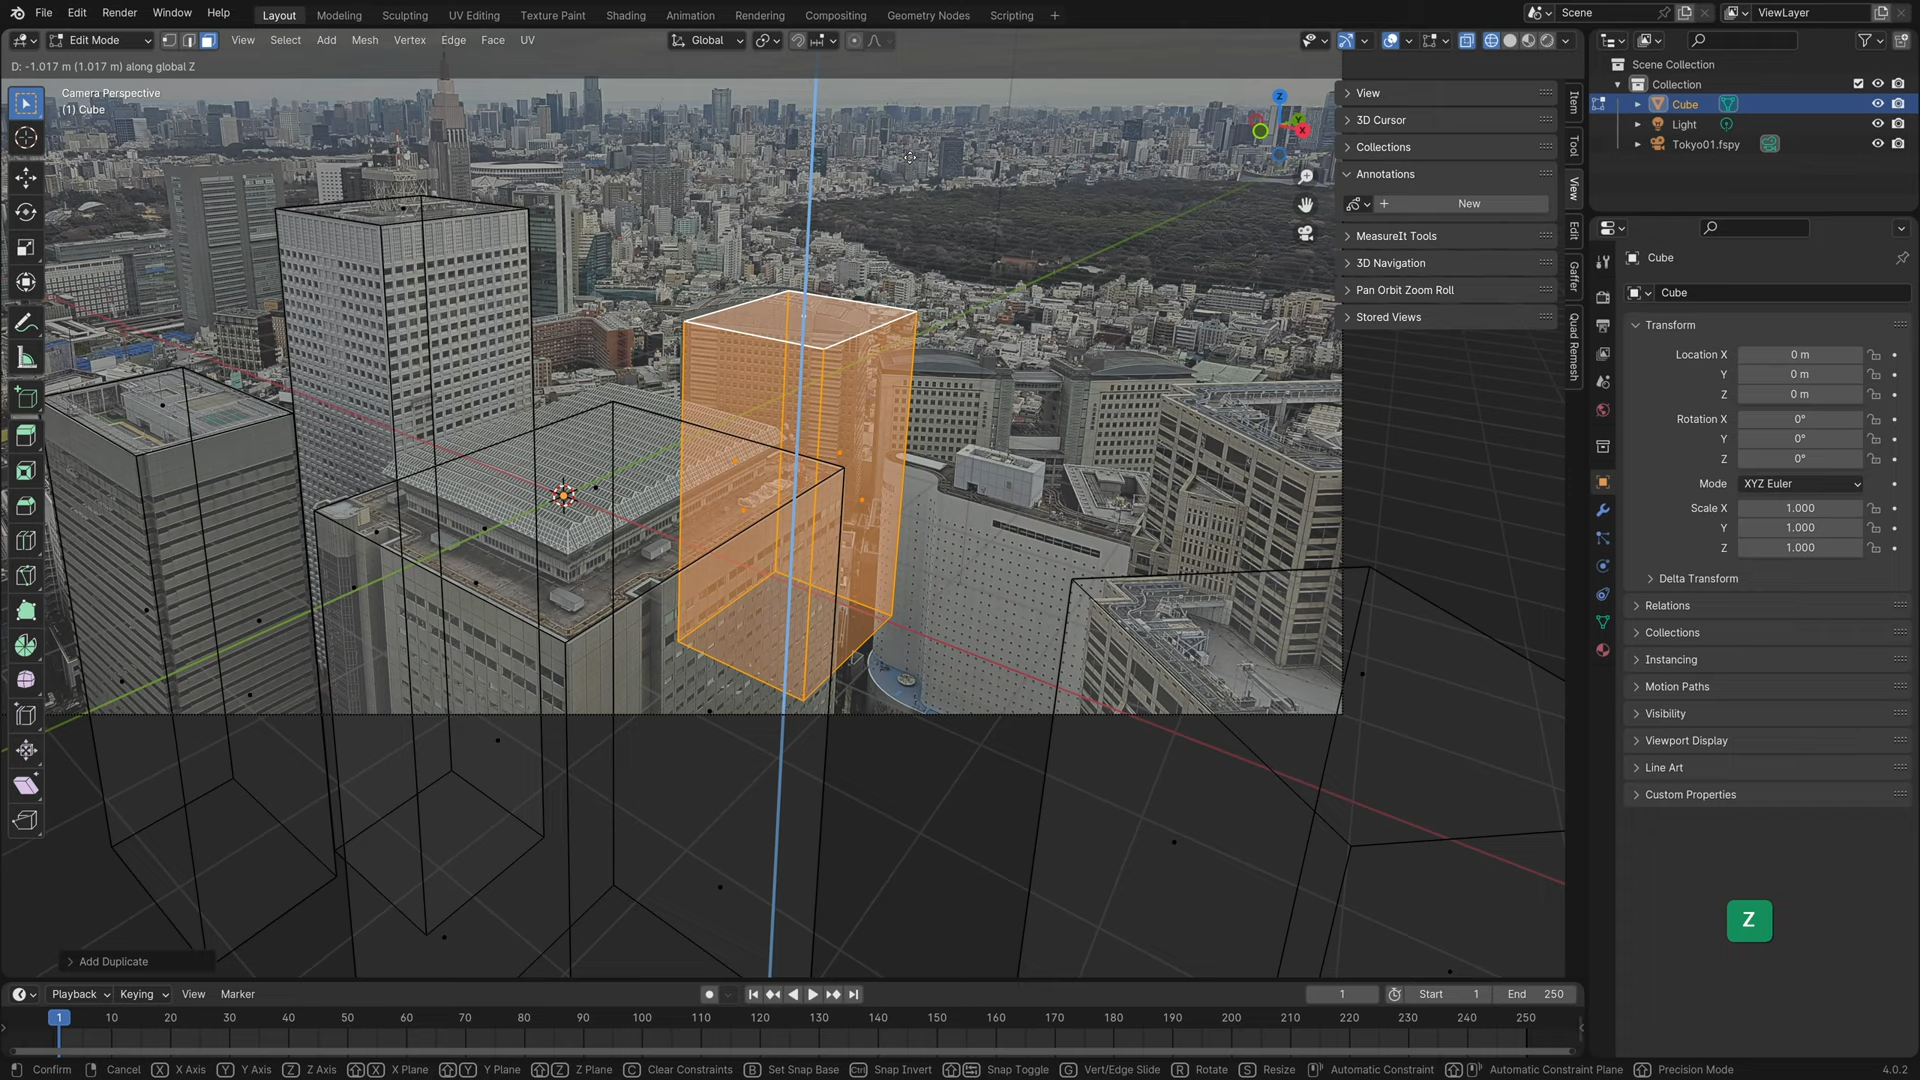 File Edit Render Window Help
Layout Modeling Sculpting UV Editing Texture Paint Shading Animation Rendering Compositing Geometry Nodes Scripting +
Scene
ViewLayer
Edit Mode
View Select Add Mesh Vertex Edge Face UV
Global
D: -1.017 m (1.017 m) along global Z
Camera Perspective
(1) Cube
Z
Y
X
View
3D Cursor
Collections
Annotations
New
MeasureIt Tools
3D Navigation
Pan Orbit Zoom Roll
Stored Views
Item
Tool
View
Edit
Gaffer
Quad Remesh
Scene Collection
Collection
Cube
Light
Tokyo01.fspy
Cube
Cube
Transform
Location X 0 m
Y 0 m
Z 0 m
Rotation X 0°
Y 0°
Z 0°
Mode XYZ Euler
Scale X 1.000
Y 1.000
Z 1.000
Delta Transform
Relations
Collections
Instancing
Motion Paths
Visibility
Viewport Display
Line Art
Custom Properties
Z
Add Duplicate
Playback Keying View Marker
1
Start 1
End 250
1 10 20 30 40 50 60 70 80 90 100 110 120 130 140 150 160 170 180 190 200 210 220 230 240 250
Confirm Cancel X X Axis Y Y Axis Z Z Axis X X Plane Y Y Plane Z Z Plane C Clear Constraints B Set Snap Base Ctrl Snap Invert Snap Toggle G Vert/Edge Slide R Rotate S Resize Automatic Constraint Automatic Constraint Plane Precision Mode 4.0.2